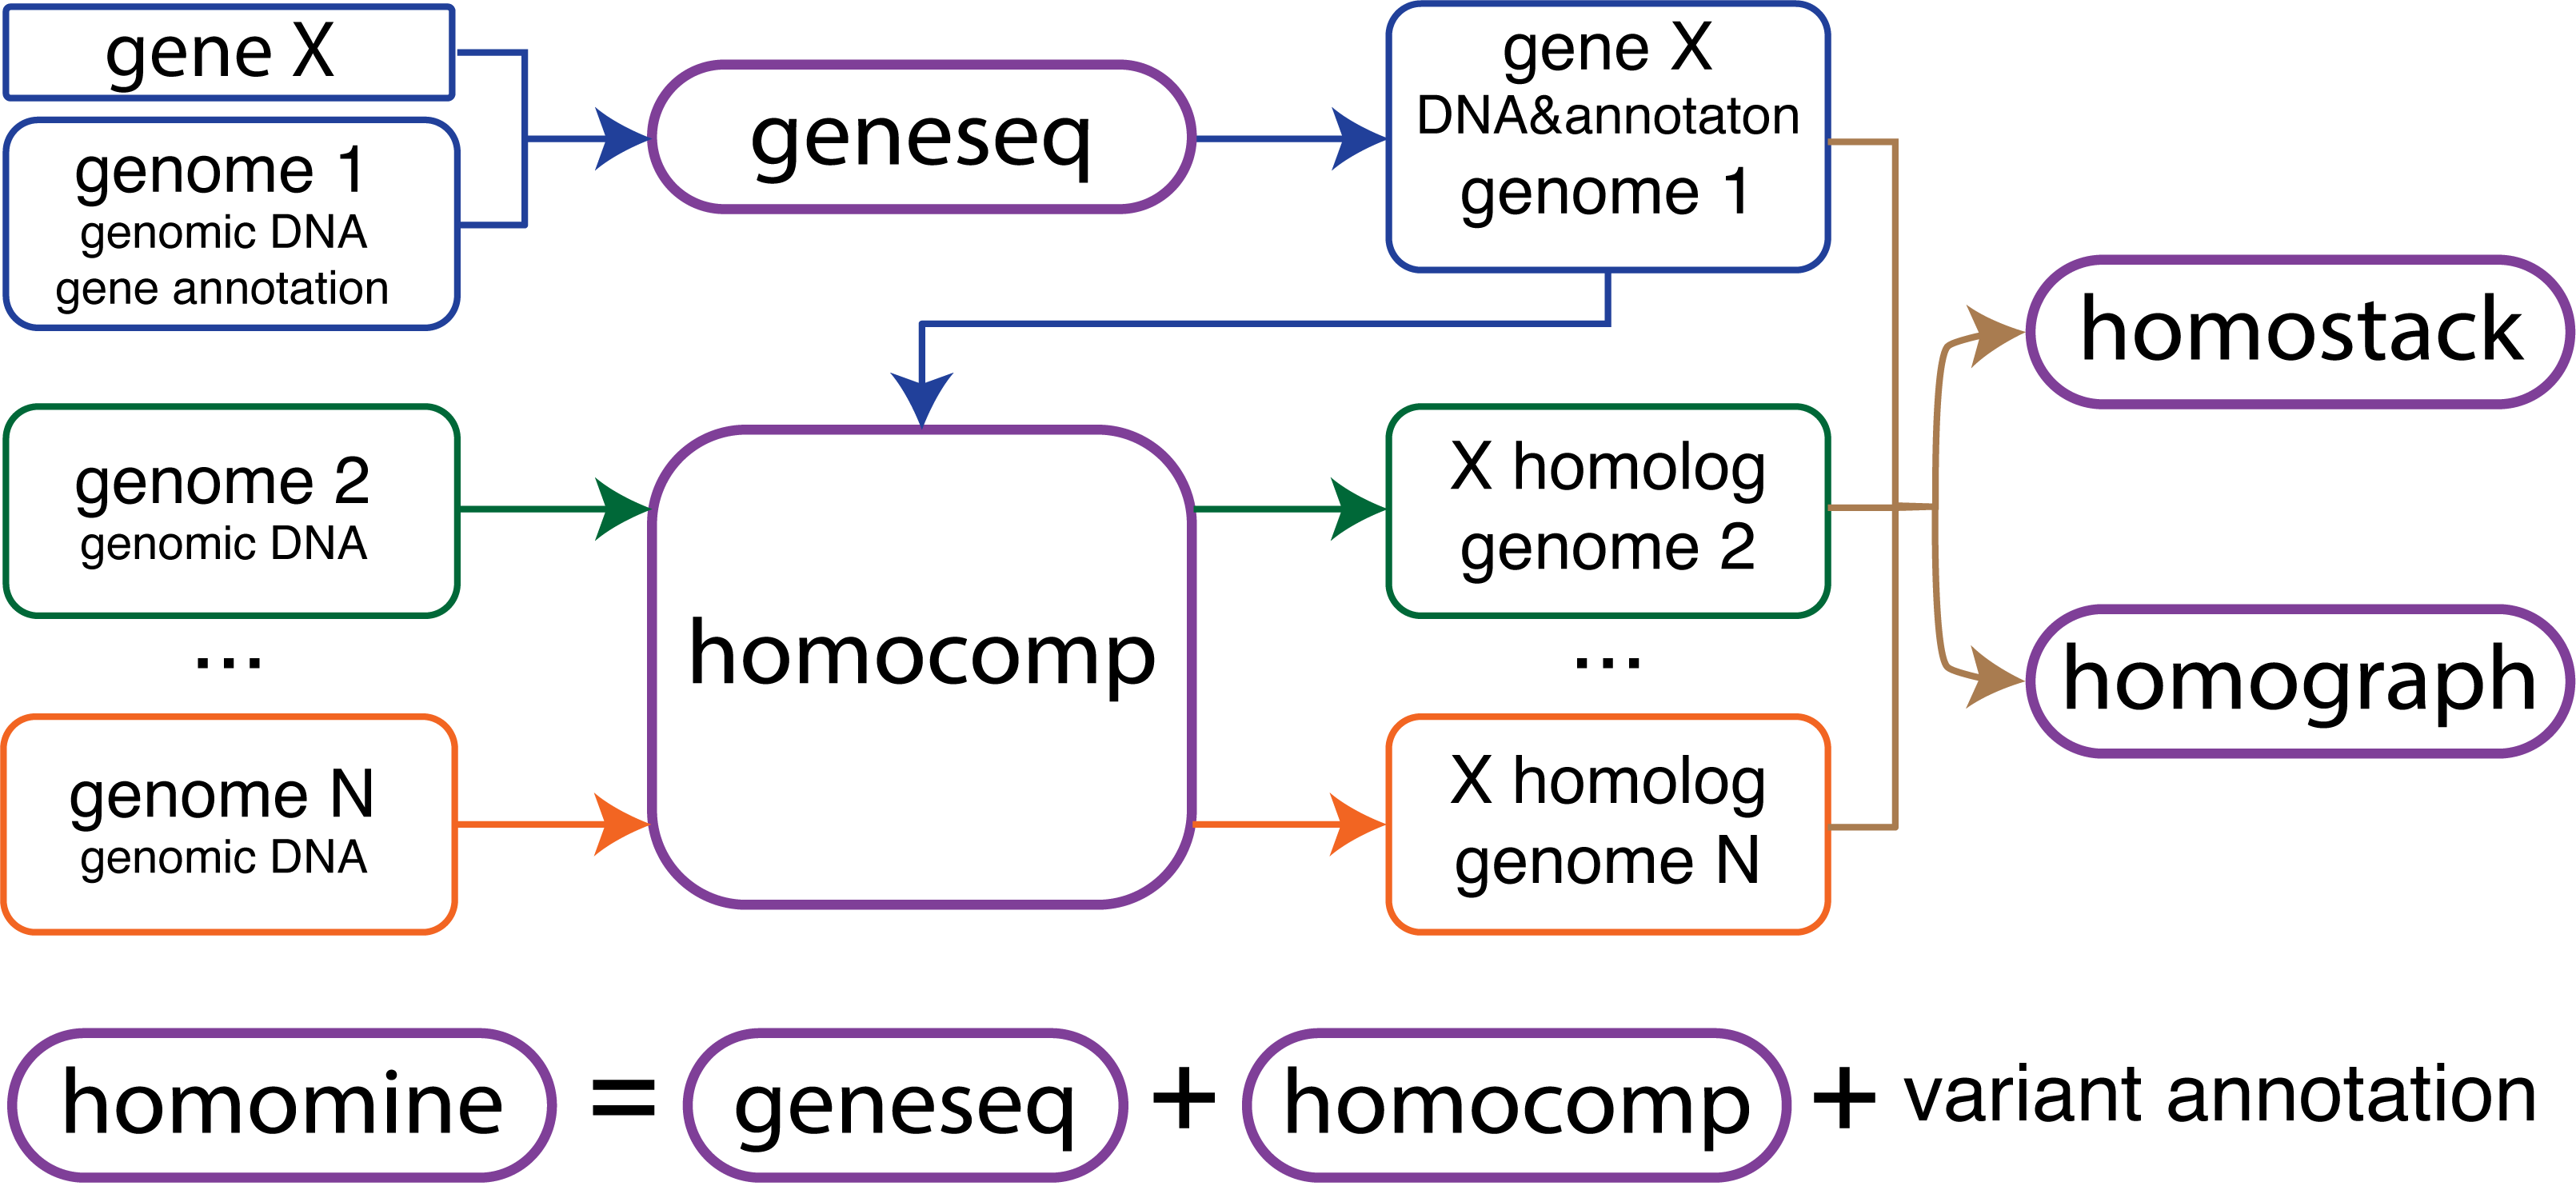 gene X
genome 1
genomic DNA
gene annotation
geneseq
gene X
DNA&annotaton
genome 1
genome 2
genomic DNA
...
genome N
genomic DNA
homocomp
X homolog
genome 2
...
X homolog
genome N
homostack
homograph
homomine = geneseq + homocomp + variant annotation